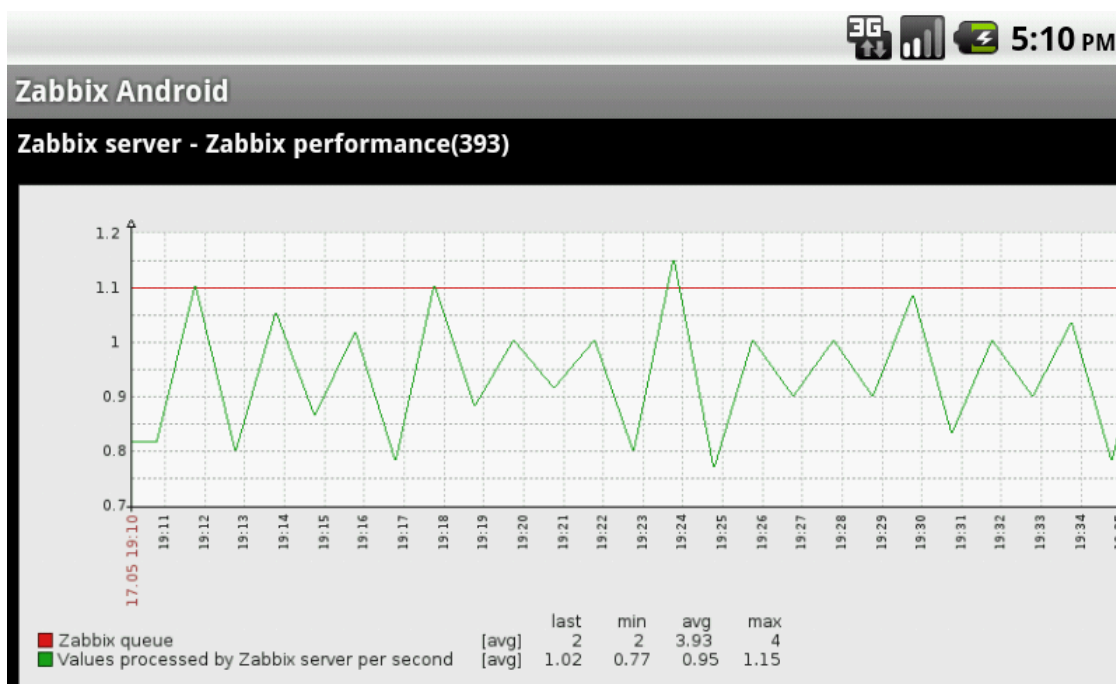 3G 5:10 PM
Zabbix Android
Zabbix server - Zabbix performance(393)
1.2
1.1
1
0.9
0.8
0.7
17.05 19:10 19:11 19:12 19:13 19:14 19:15 19:16 19:17 19:18 19:19 19:20 19:21 19:22 19:23 19:24 19:25 19:26 19:27 19:28 19:29 19:30 19:31 19:32 19:33 19:34
last min avg max
Zabbix queue [avg] 2 2 3.93 4
Values processed by Zabbix server per second [avg] 1.02 0.77 0.95 1.15